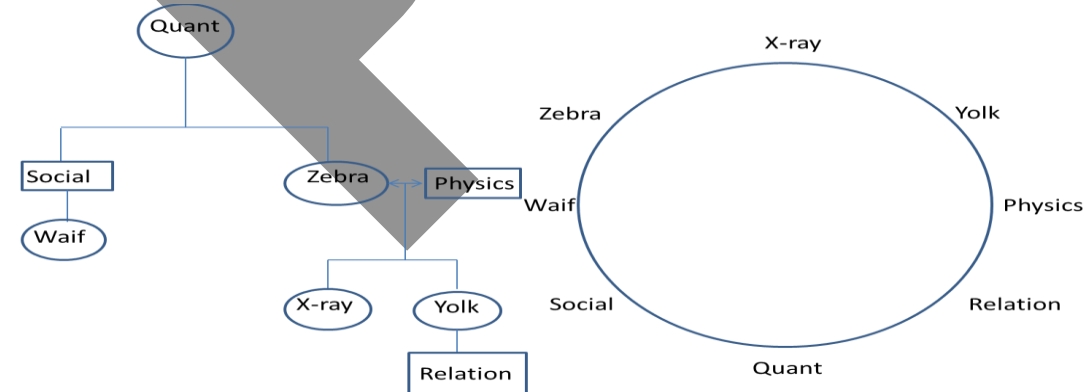 Quant
Social
Zebra
Physics
Waif
X-ray
Yolk
Relation
X-ray
Zebra
Yolk
Waif
Physics
Social
Relation
Quant